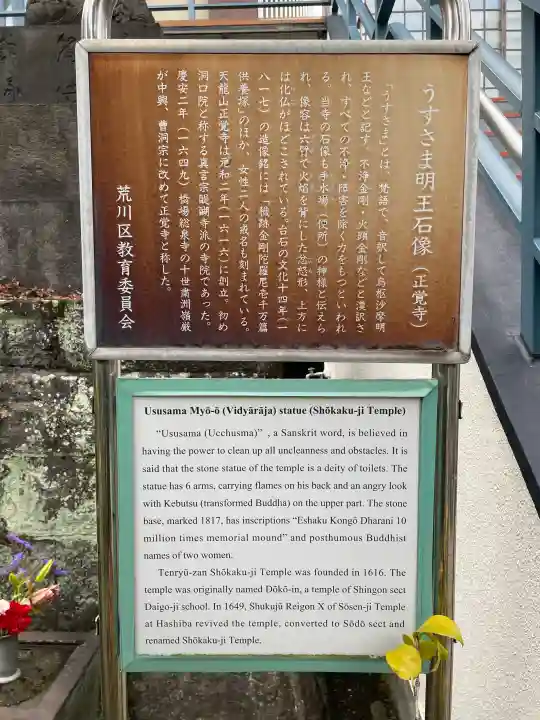 うすさま明王石像（正覚寺）
「うすさま」とは、梵語で、音訳して烏枢沙摩明
王などと記す。不浄金剛・火頭金剛などと漢訳さ
れ、すべての不浄・障害を除く力をもつといわれ
る。当寺の石像も手水場（便所）の神様と伝えら
れ、像容は六臂で火焰を背にした忿怒形、上方に
は化仏がほどこされている。台石の文化十四年（一
八一七）の造像銘には「穢跡金剛陀羅尼壱千万篇
供養塚」のほか、女性二人の戒名も刻まれている。
天龍山正覚寺は元和二年（一六一六）に創立。初め
洞口院と称する真言宗醍醐寺派の寺院であった。
慶安二年（一六四九）橋場総泉寺の十世粛洲嶺厳
が中興、曹洞宗に改めて正覚寺と称した。
荒川区教育委員会
Ususama Myō-ō (Vidyārāja) statue (Shōkaku-ji Temple)
“Ususama (Ucchusma)” , a Sanskrit word, is believed in
having the power to clean up all uncleanness and obstacles. It is
said that the stone statue of the temple is a deity of toilets. The
statue has 6 arms, carrying flames on his back and an angry look
with Kebutsu (transformed Buddha) on the upper part. The stone
base, marked 1817, has inscriptions “Eshaku Kongō Dharani 10
million times memorial mound” and posthumous Buddhist
names of two women.
Tenryū-zan Shōkaku-ji Temple was founded in 1616. The
temple was originally named Dōkō-in, a temple of Shingon sect
Daigo-ji school. In 1649, Shukujū Reigon X of Sōsen-ji Temple
at Hashiba revived the temple, converted to Sōdō sect and
renamed Shōkaku-ji Temple.